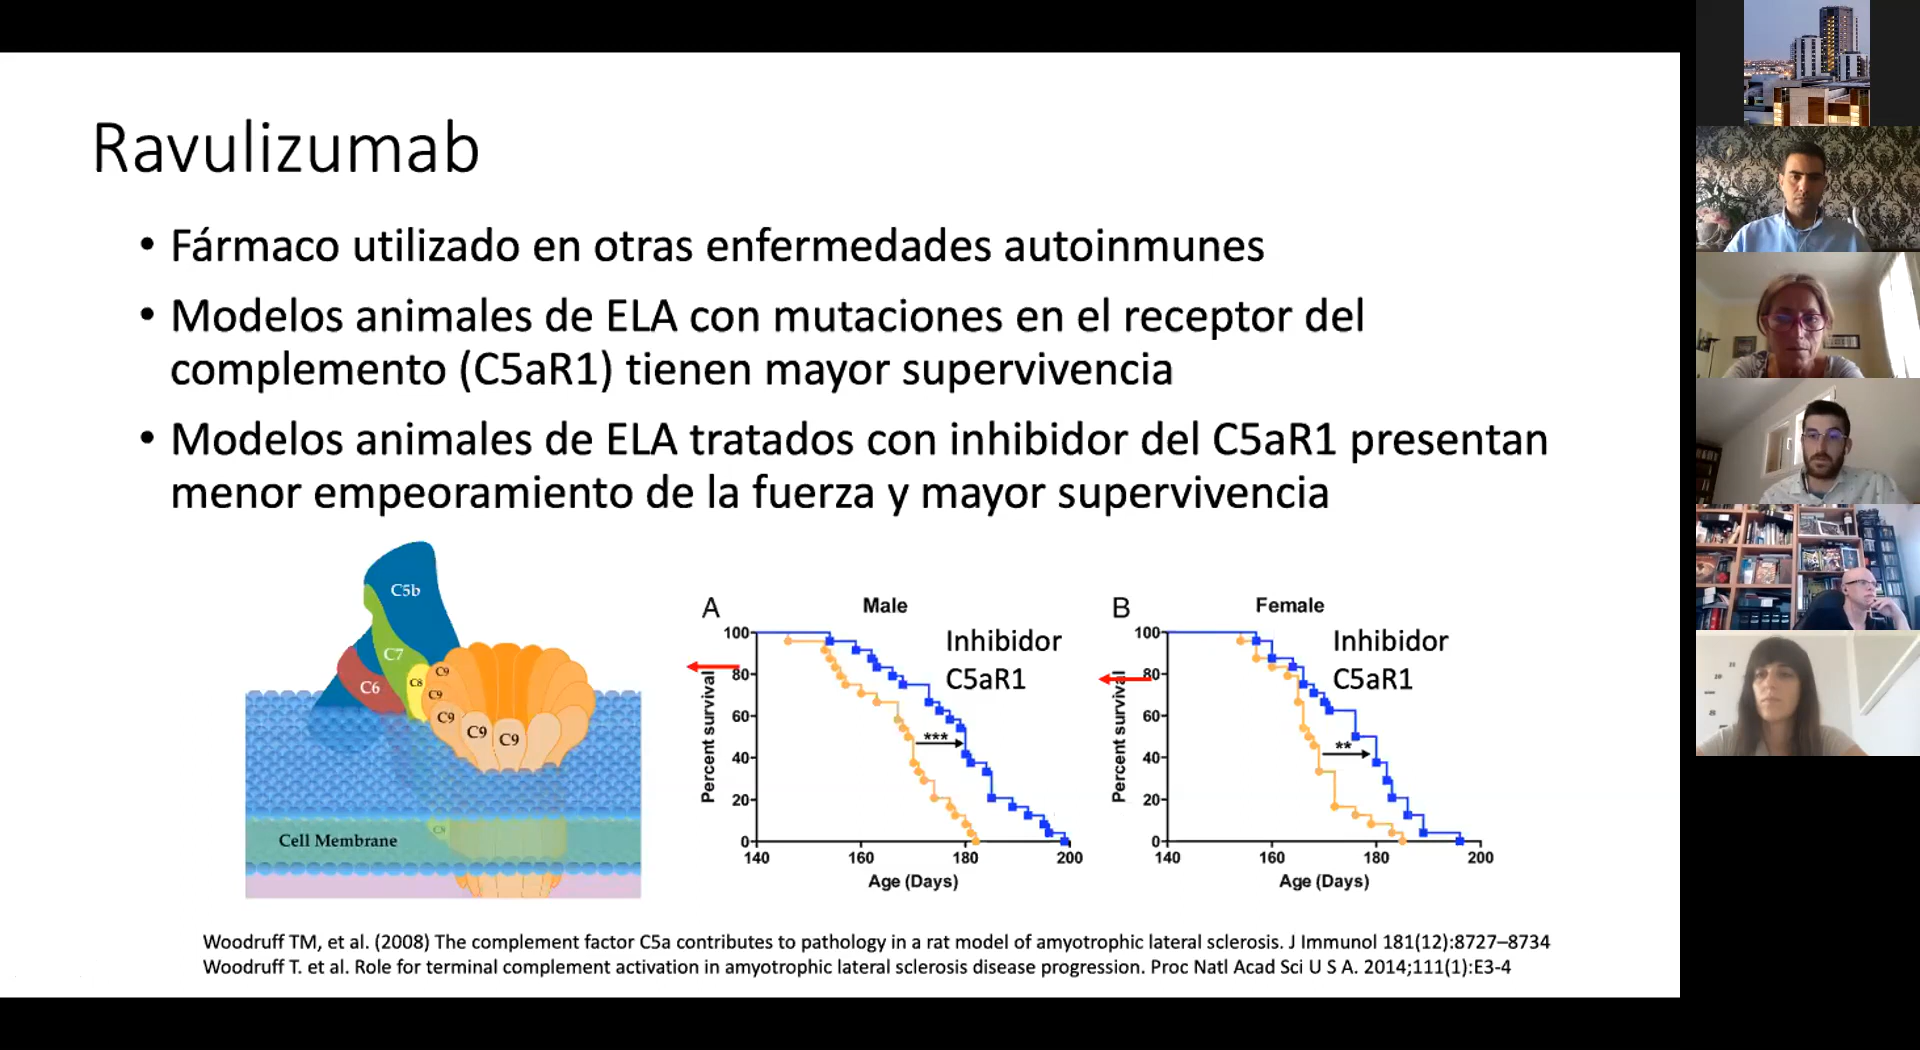 Ravulizumab
• Fármaco utilizado en otras enfermedades autoinmunes
• Modelos animales de ELA con mutaciones en el receptor del
complemento (C5aR1) tienen mayor supervivencia
• Modelos animales de ELA tratados con inhibidor del C5aR1 presentan
menor empeoramiento de la fuerza y mayor supervivencia
C5b
C7
C6
C8
C9
C9
C9
C9
C9
Cell Membrane
A
Male
Inhibidor
C5aR1
Percent survival
100
80
60
40
20
0
***
140 160 180 200
Age (Days)
B
Female
Inhibidor
C5aR1
Percent survival
100
80
60
40
20
0
**
140 160 180 200
Age (Days)
Woodruff TM, et al. (2008) The complement factor C5a contributes to pathology in a rat model of amyotrophic lateral sclerosis. J Immunol 181(12):8727–8734
Woodruff T. et al. Role for terminal complement activation in amyotrophic lateral sclerosis disease progression. Proc Natl Acad Sci U S A. 2014;111(1):E3-4